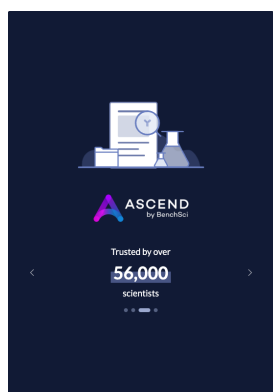 ASCEND
by BenchSci
Trusted by over
56,000
scientists